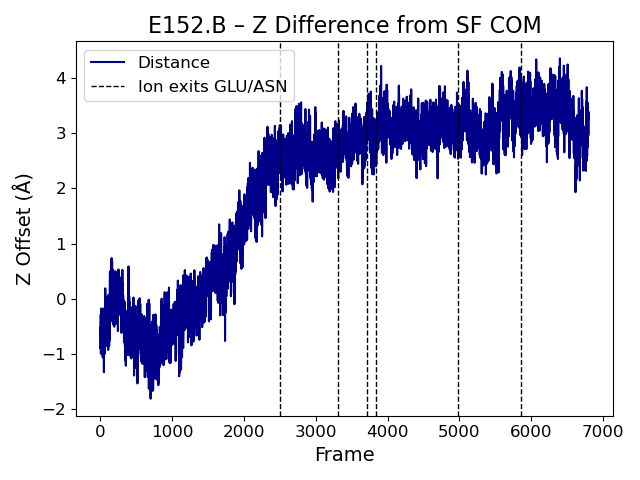 E152.B – Z Difference from SF COM
Distance
Ion exits GLU/ASN
Z Offset (Å)
4
3
2
1
0
−1
−2
0 1000 2000 3000 4000 5000 6000 7000
Frame